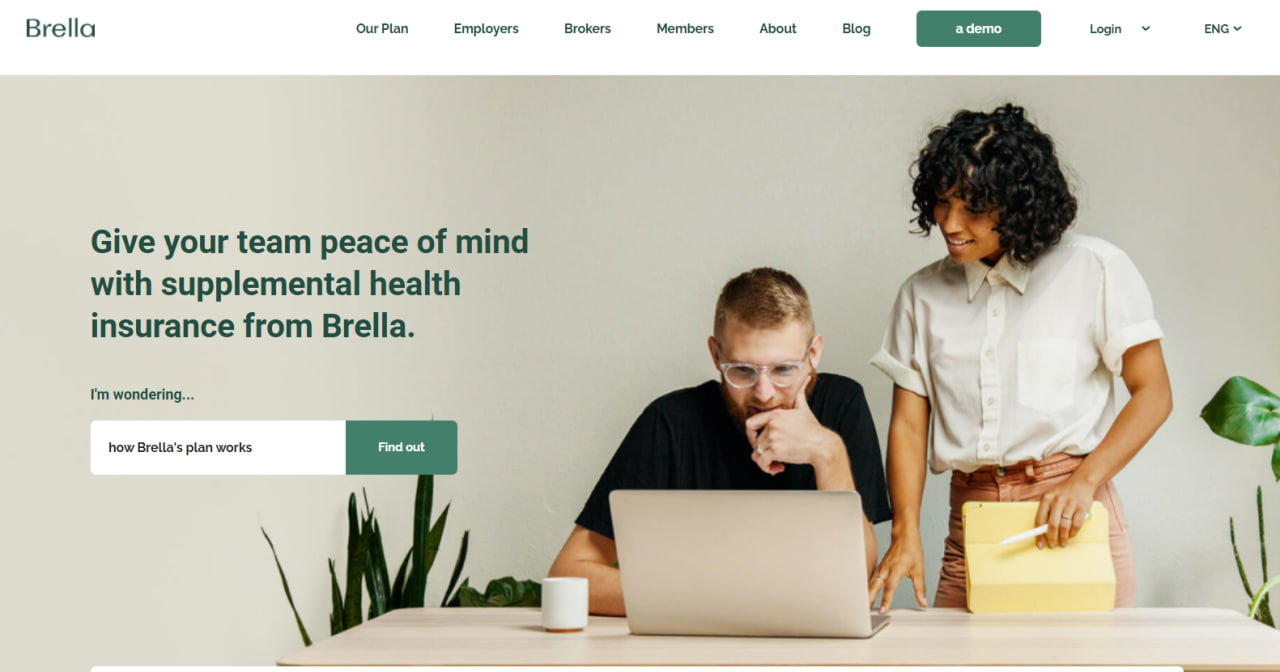 Brella
Our Plan
Employers
Brokers
Members
About
Blog
a demo
Login
ENG
Give your team peace of mind
with supplemental health
insurance from Brella.
I'm wondering...
how Brella's plan works
Find out